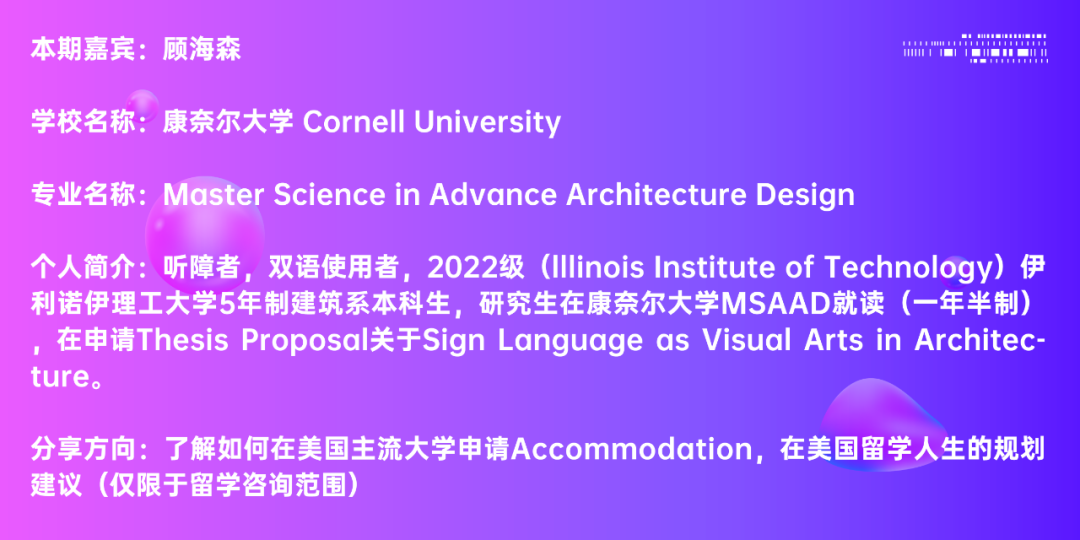 本期嘉宾：顾海森
学校名称：康奈尔大学 Cornell University
专业名称：Master Science in Advance Architecture Design
个人简介：听障者，双语使用者，2022级（Illinois Institute of Technology）伊
利诺伊理工大学5年制建筑系本科生，研究生在康奈尔大学MSAAD就读（一年半制）
，在申请Thesis Proposal关于Sign Language as Visual Arts in Architec-
ture。
分享方向：了解如何在美国主流大学申请Accommodation，在美国留学人生的规划
建议（仅限于留学咨询范围）